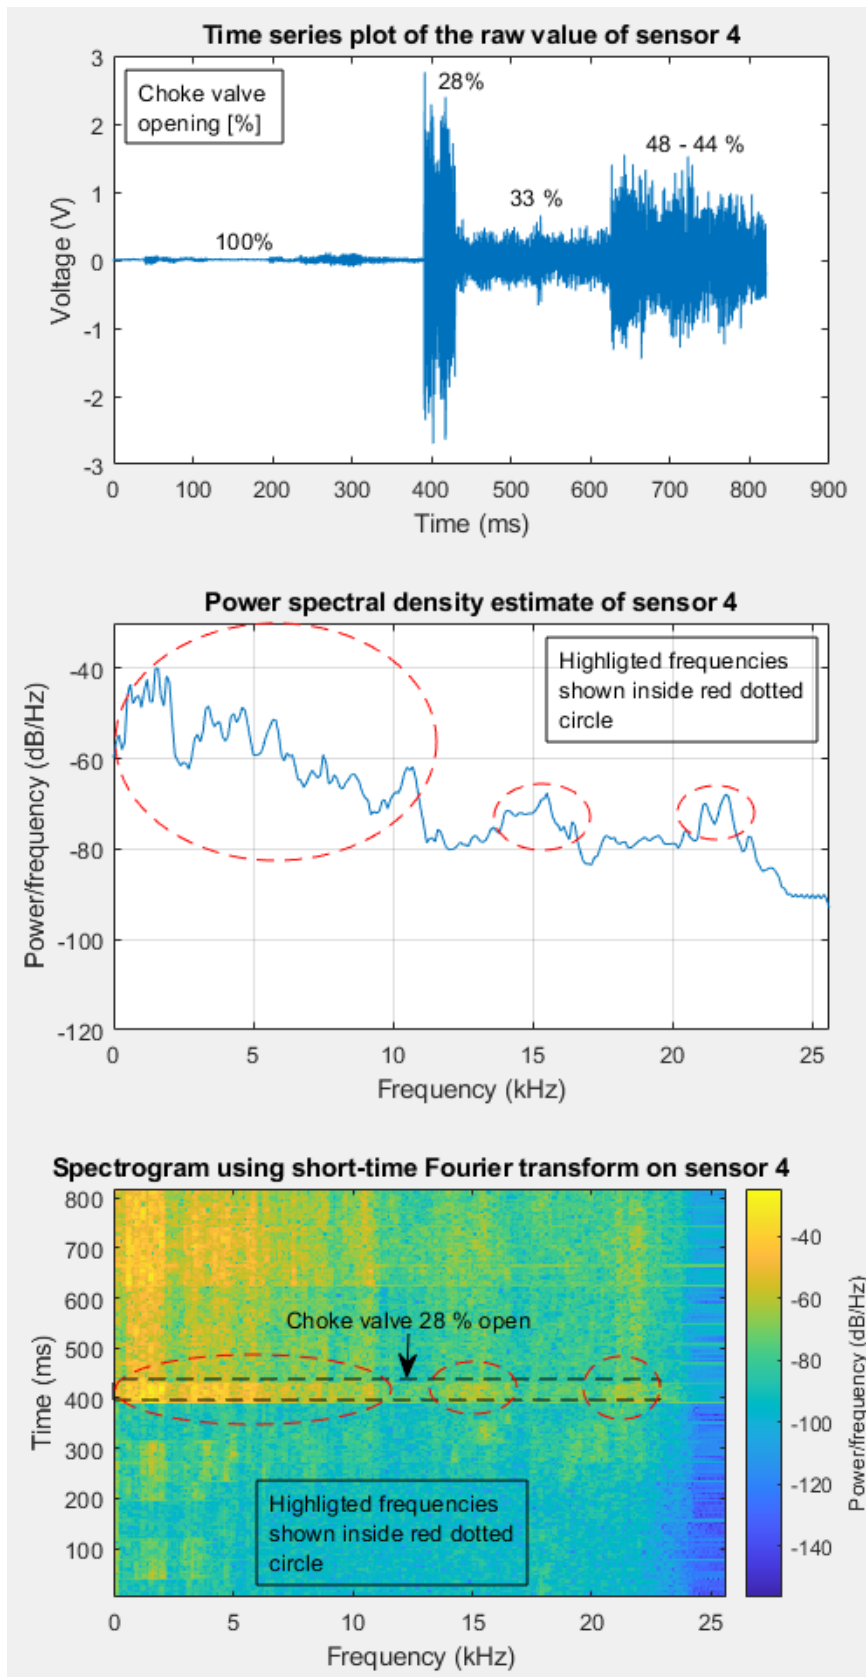 Time series plot of the raw value of sensor 4
3
2
1
0
-1
-2
-3
Voltage (V)
Choke valve
opening [%]
100%
28%
33 %
48 - 44 %
0 100 200 300 400 500 600 700 800 900
Time (ms)
Power spectral density estimate of sensor 4
-40
-60
-80
-100
-120
Power/frequency (dB/Hz)
Highligted frequencies
shown inside red dotted
circle
0 5 10 15 20 25
Frequency (kHz)
Spectrogram using short-time Fourier transform on sensor 4
800
700
600
500
400
300
200
100
Time (ms)
Choke valve 28 % open
Highligted frequencies
shown inside red dotted
circle
0 5 10 15 20 25
Frequency (kHz)
-40
-60
-80
-100
-120
-140
Power/frequency (dB/Hz)